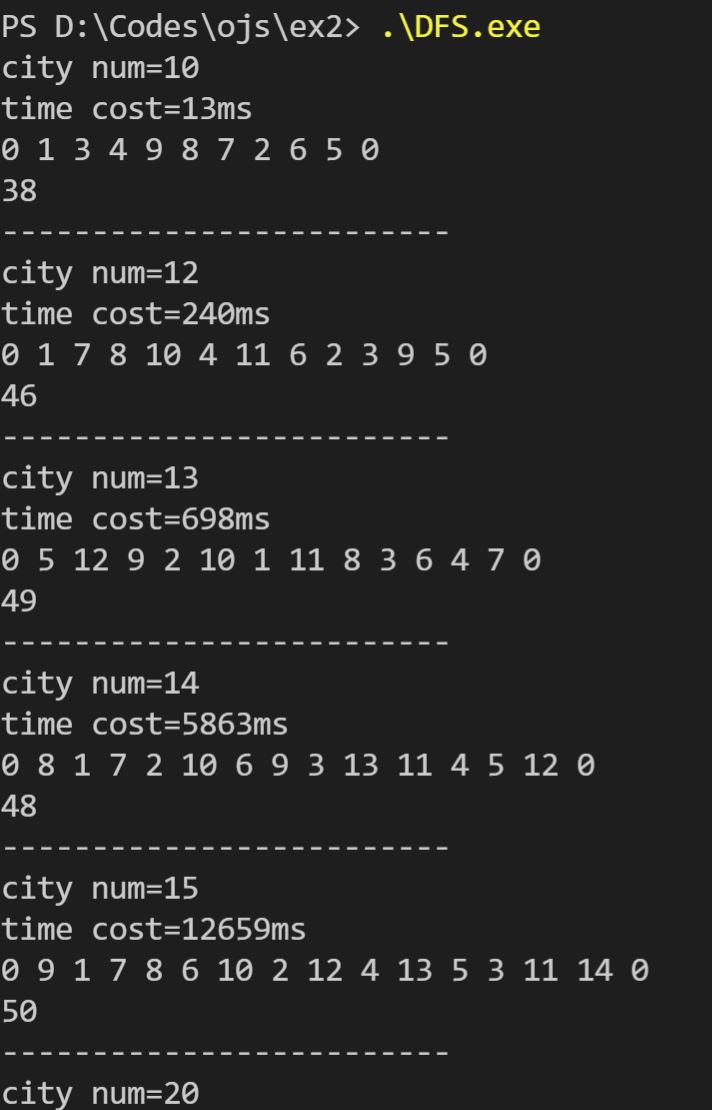 PS D:\Codes\ojs\ex2> .\DFS.exe
city num=10
time cost=13ms
0 1 3 4 9 8 7 2 6 5 0
38
-------------------------
city num=12
time cost=240ms
0 1 7 8 10 4 11 6 2 3 9 5 0
46
-------------------------
city num=13
time cost=698ms
0 5 12 9 2 10 1 11 8 3 6 4 7 0
49
-------------------------
city num=14
time cost=5863ms
0 8 1 7 2 10 6 9 3 13 11 4 5 12 0
48
-------------------------
city num=15
time cost=12659ms
0 9 1 7 8 6 10 2 12 4 13 5 3 11 14 0
50
-------------------------
city num=20